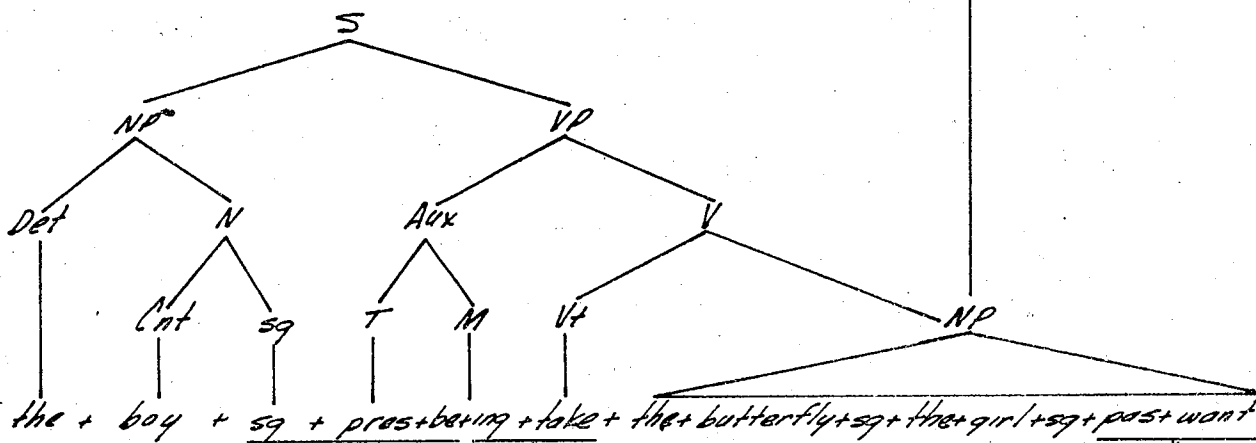 S
NP VP
Det N Aux V
Cnt sg T M Vt NP
the + boy + sg + pres+be+ing + take + the+butterfly+sg+the+girl+sg+pas+want